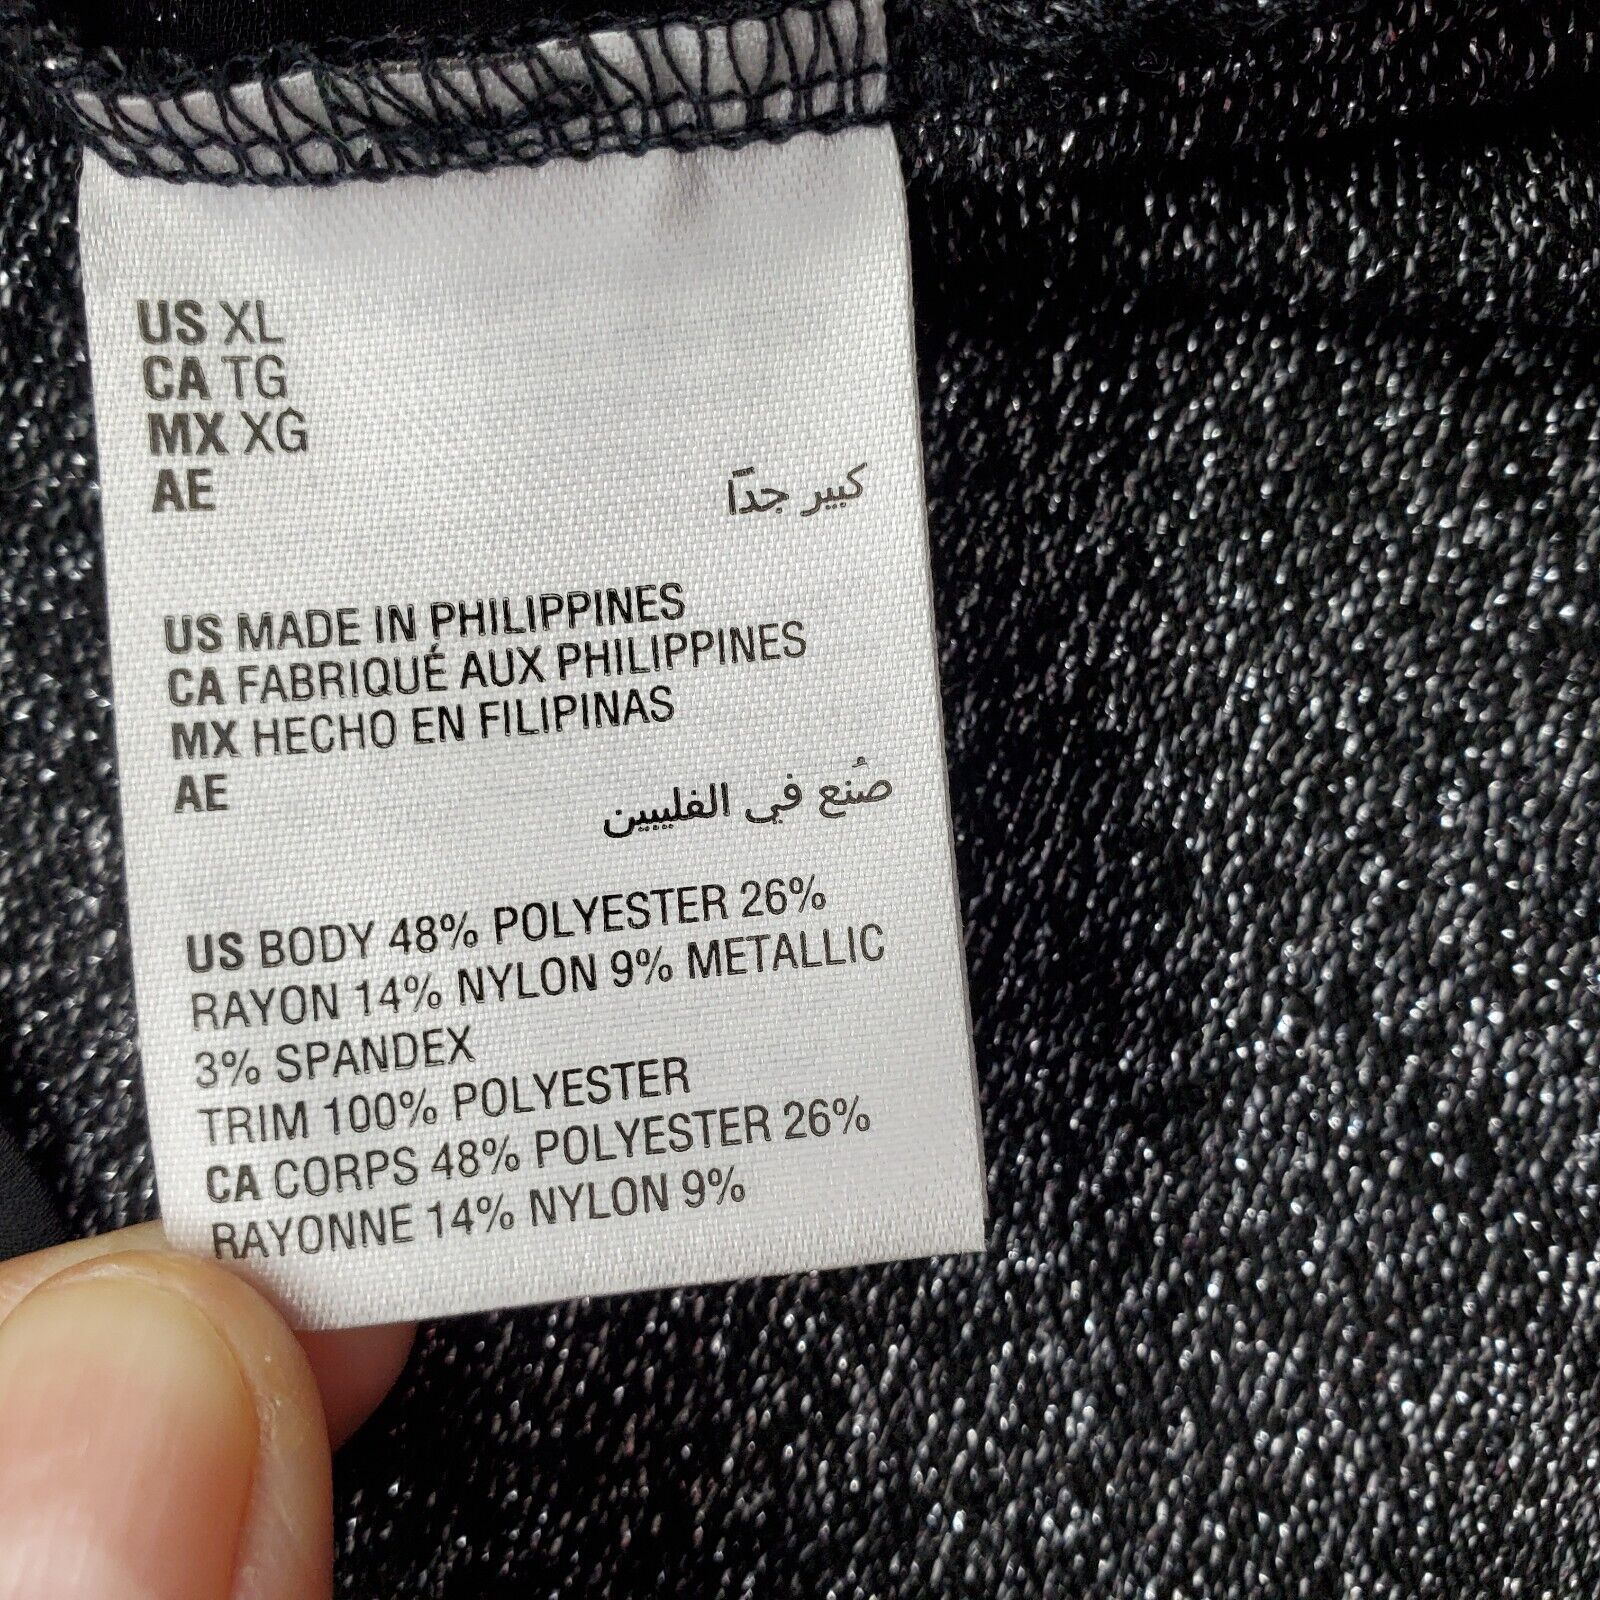 US XL
CA TG
MX XG
AE كبير جدًا
US MADE IN PHILIPPINES
CA FABRIQUÉ AUX PHILIPPINES
MX HECHO EN FILIPINAS
AE صُنع في الفليبين
US BODY 48% POLYESTER 26%
RAYON 14% NYLON 9% METALLIC
3% SPANDEX
TRIM 100% POLYESTER
CA CORPS 48% POLYESTER 26%
RAYONNE 14% NYLON 9%